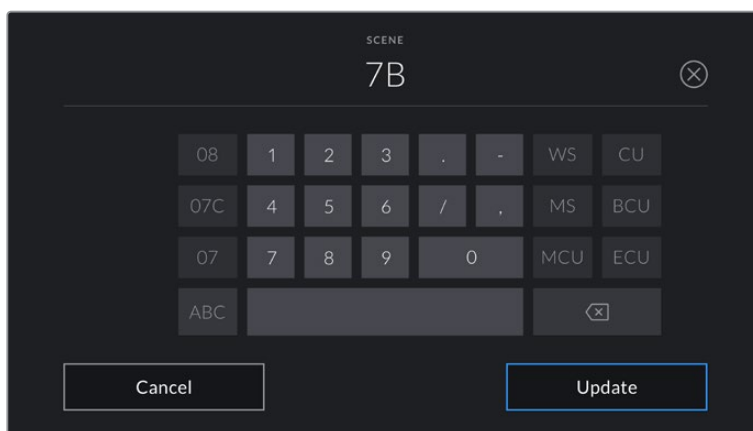 SCENE
7B
08 1 2 3 . - WS CU
07C 4 5 6 / , MS BCU
07 7 8 9 0 MCU ECU
ABC
Cancel Update